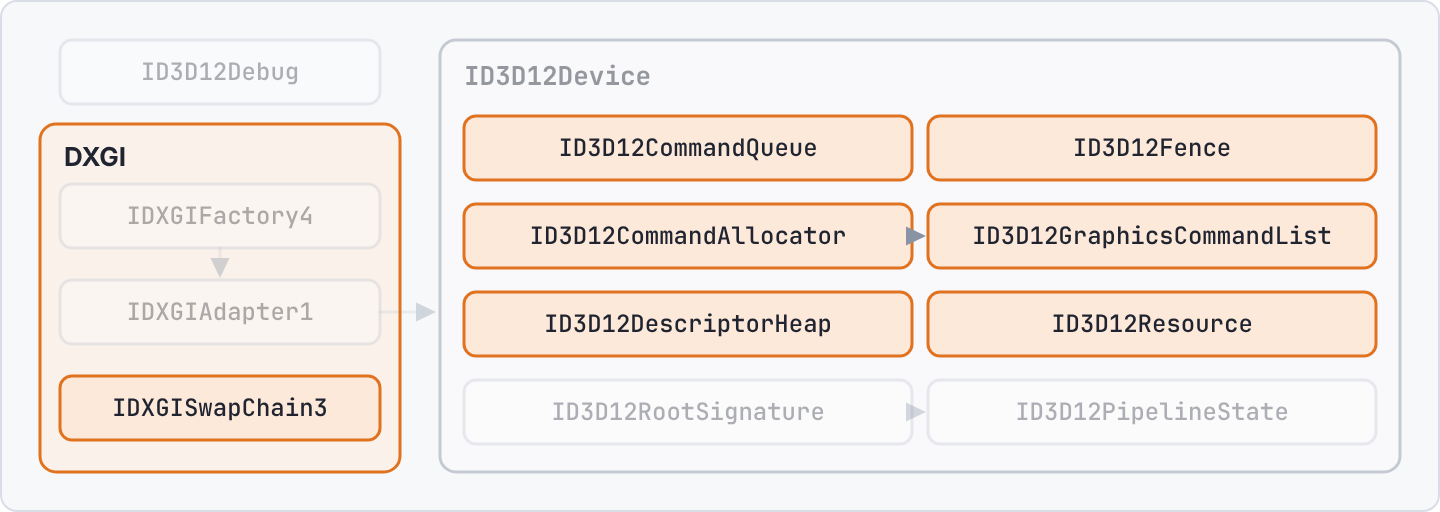 ID3D12Debug
DXGI
IDXGIFactory4
IDXGIAdapter1
IDXGISwapChain3
ID3D12Device
ID3D12CommandQueue
ID3D12Fence
ID3D12CommandAllocator
ID3D12GraphicsCommandList
ID3D12DescriptorHeap
ID3D12Resource
ID3D12RootSignature
ID3D12PipelineState